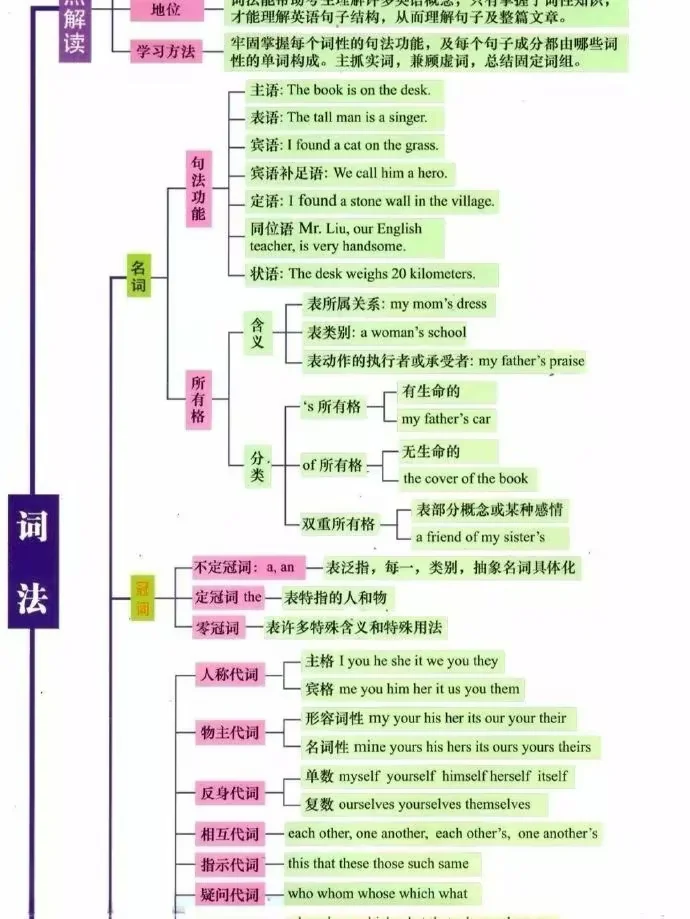 点解读
地位
词法能帮助考生理解许多英语概念，只有掌握了词性知识，
才能理解英语句子结构，从而理解句子及整篇文章。
学习方法
牢固掌握每个词性的句法功能，及每个句子成分都由哪些词
性的单词构成。主抓实词，兼顾虚词，总结固定词组。
词法
名词
句法功能
主语: The book is on the desk.
表语: The tall man is a singer.
宾语: I found a cat on the grass.
宾语补足语: We call him a hero.
定语: I found a stone wall in the village.
同位语 Mr. Liu, our English
teacher, is very handsome.
状语: The desk weighs 20 kilometers.
所有格
含义
表所属关系: my mom's dress
表类别: a woman's school
表动作的执行者或承受者: my father's praise
分类
's 所有格
有生命的
my father's car
of 所有格
无生命的
the cover of the book
双重所有格
表部分概念或某种感情
a friend of my sister's
冠词
不定冠词: a, an
表泛指，每一，类别，抽象名词具体化
定冠词 the
表特指的人和物
零冠词
表许多特殊含义和特殊用法
人称代词
主格 I you he she it we you they
宾格 me you him her it us you them
物主代词
形容词性 my your his her its our your their
名词性 mine yours his hers its ours yours theirs
反身代词
单数 myself yourself himself herself itself
复数 ourselves yourselves themselves
相互代词
each other, one another, each other's, one another's
指示代词
this that these those such same
疑问代词
who whom whose which what